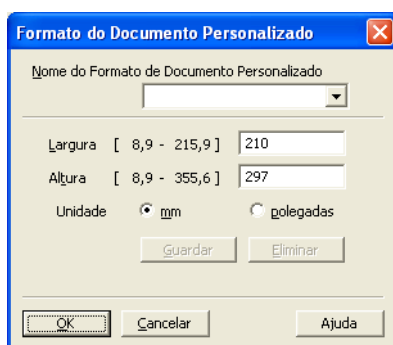 Formato do Documento Personalizado
Nome do Formato de Documento Personalizado
Largura [ 8,9 - 215,9 ] 210
Altura [ 8,9 - 355,6 ] 297
Unidade mm polegadas
Guardar Eliminar
OK Cancelar Ajuda